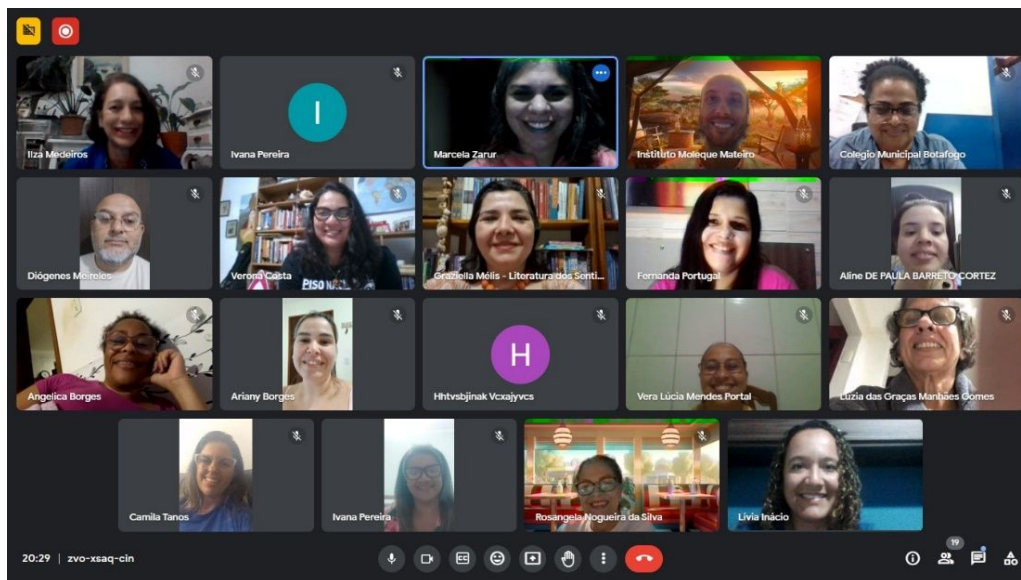 Ilza Medeiros
I
Ivana Pereira
Marcela Zarur
Instituto Moleque Mateiro
Colegio Municipal Botafogo
Diógenes Meireles
Verona Costa
PISO
Graziella Mélis - Literatura dos Senti...
Fernanda Portugal
Aline DE PAULA BARRETO CORTEZ
Angelica Borges
Ariany Borges
H
Hhtvsbjinak Vcxajyvcs
Vera Lúcia Mendes Portal
Luzia das Graças Manhães Gomes
Camila Tanos
Ivana Pereira
Rosangela Nogueira da Silva
Lívia Inácio
20:29 | zvo-xsaq-cin
CC
19